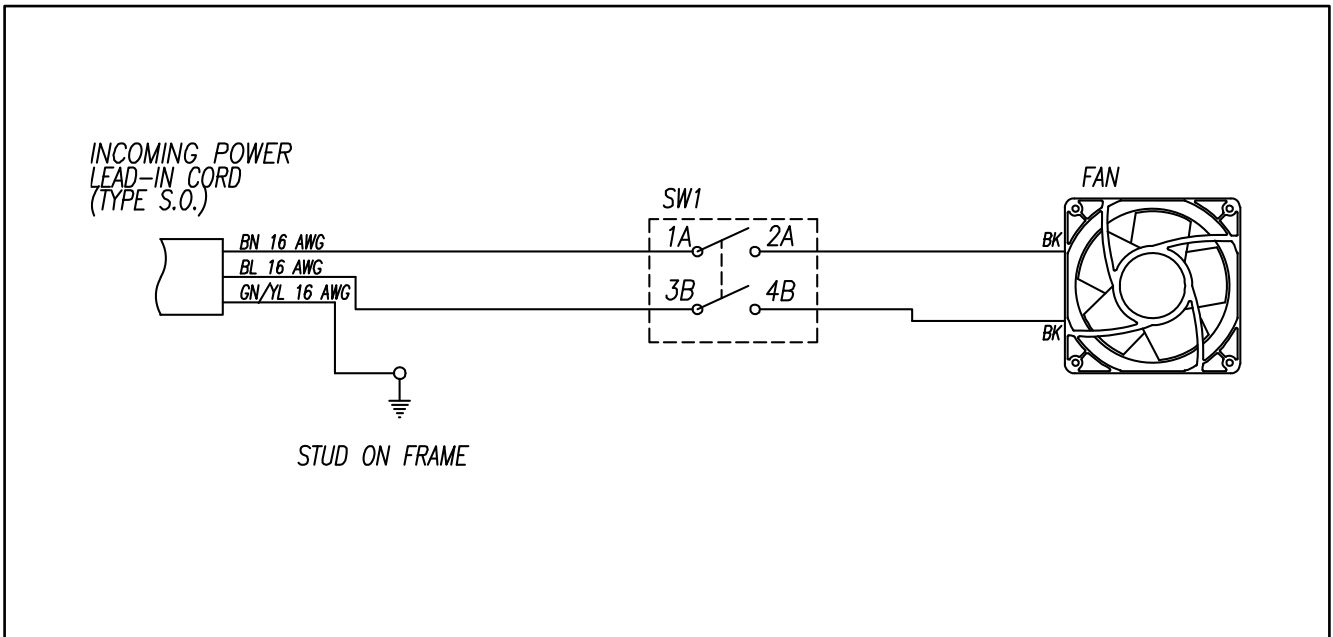 INCOMING POWER
LEAD-IN CORD
(TYPE S.O.)
BN 16 AWG
BL 16 AWG
GN/YL 16 AWG
STUD ON FRAME
SW1
1A 2A
3B 4B
FAN
BK
BK